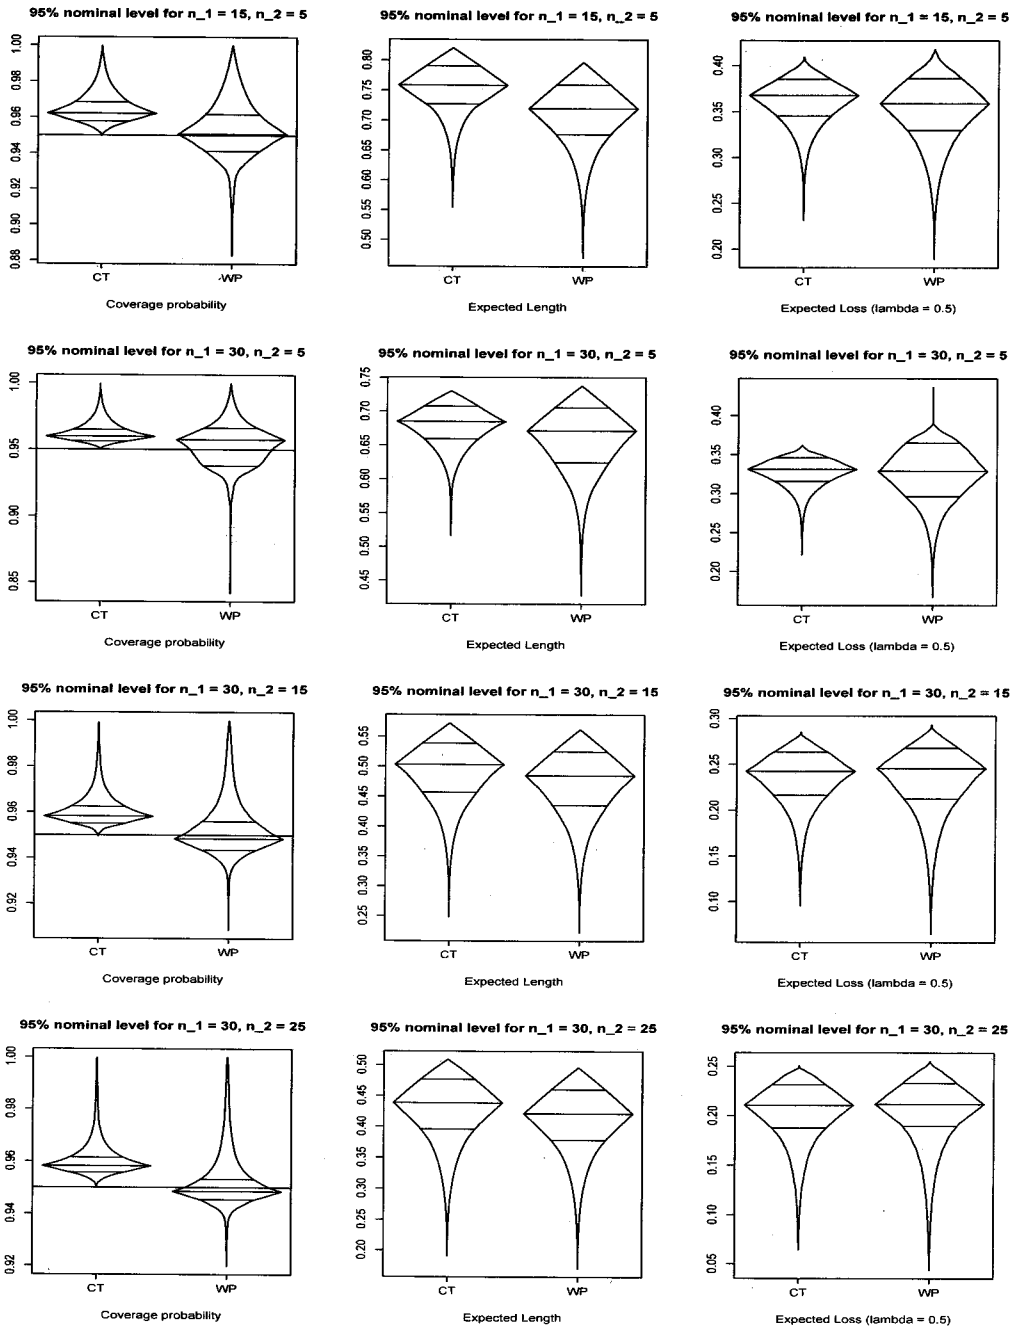 95% nominal level for n_1 = 15, n_2 = 5
1.00
0.98
0.96
0.94
0.92
0.90
0.88
CT
WP
Coverage probability
95% nominal level for n_1 = 15, n_2 = 5
0.80
0.75
0.70
0.65
0.60
0.55
0.50
CT
WP
Expected Length
95% nominal level for n_1 = 15, n_2 = 5
0.40
0.35
0.30
0.25
0.20
CT
WP
Expected Loss (lambda = 0.5)
95% nominal level for n_1 = 30, n_2 = 5
1.00
0.95
0.90
0.85
CT
WP
Coverage probability
95% nominal level for n_1 = 30, n_2 = 5
0.75
0.70
0.65
0.60
0.55
0.50
0.45
CT
WP
Expected Length
95% nominal level for n_1 = 30, n_2 = 5
0.40
0.35
0.30
0.25
0.20
CT
WP
Expected Loss (lambda = 0.5)
95% nominal level for n_1 = 30, n_2 = 15
1.00
0.98
0.96
0.94
0.92
CT
WP
Coverage probability
95% nominal level for n_1 = 30, n_2 = 15
0.55
0.50
0.45
0.40
0.35
0.30
0.25
CT
WP
Expected Length
95% nominal level for n_1 = 30, n_2 = 15
0.30
0.25
0.20
0.15
0.10
CT
WP
Expected Loss (lambda = 0.5)
95% nominal level for n_1 = 30, n_2 = 25
1.00
0.98
0.96
0.94
0.92
CT
WP
Coverage probability
95% nominal level for n_1 = 30, n_2 = 25
0.50
0.45
0.40
0.35
0.30
0.25
0.20
CT
WP
Expected Length
95% nominal level for n_1 = 30, n_2 = 25
0.25
0.20
0.15
0.10
0.05
CT
WP
Expected Loss (lambda = 0.5)